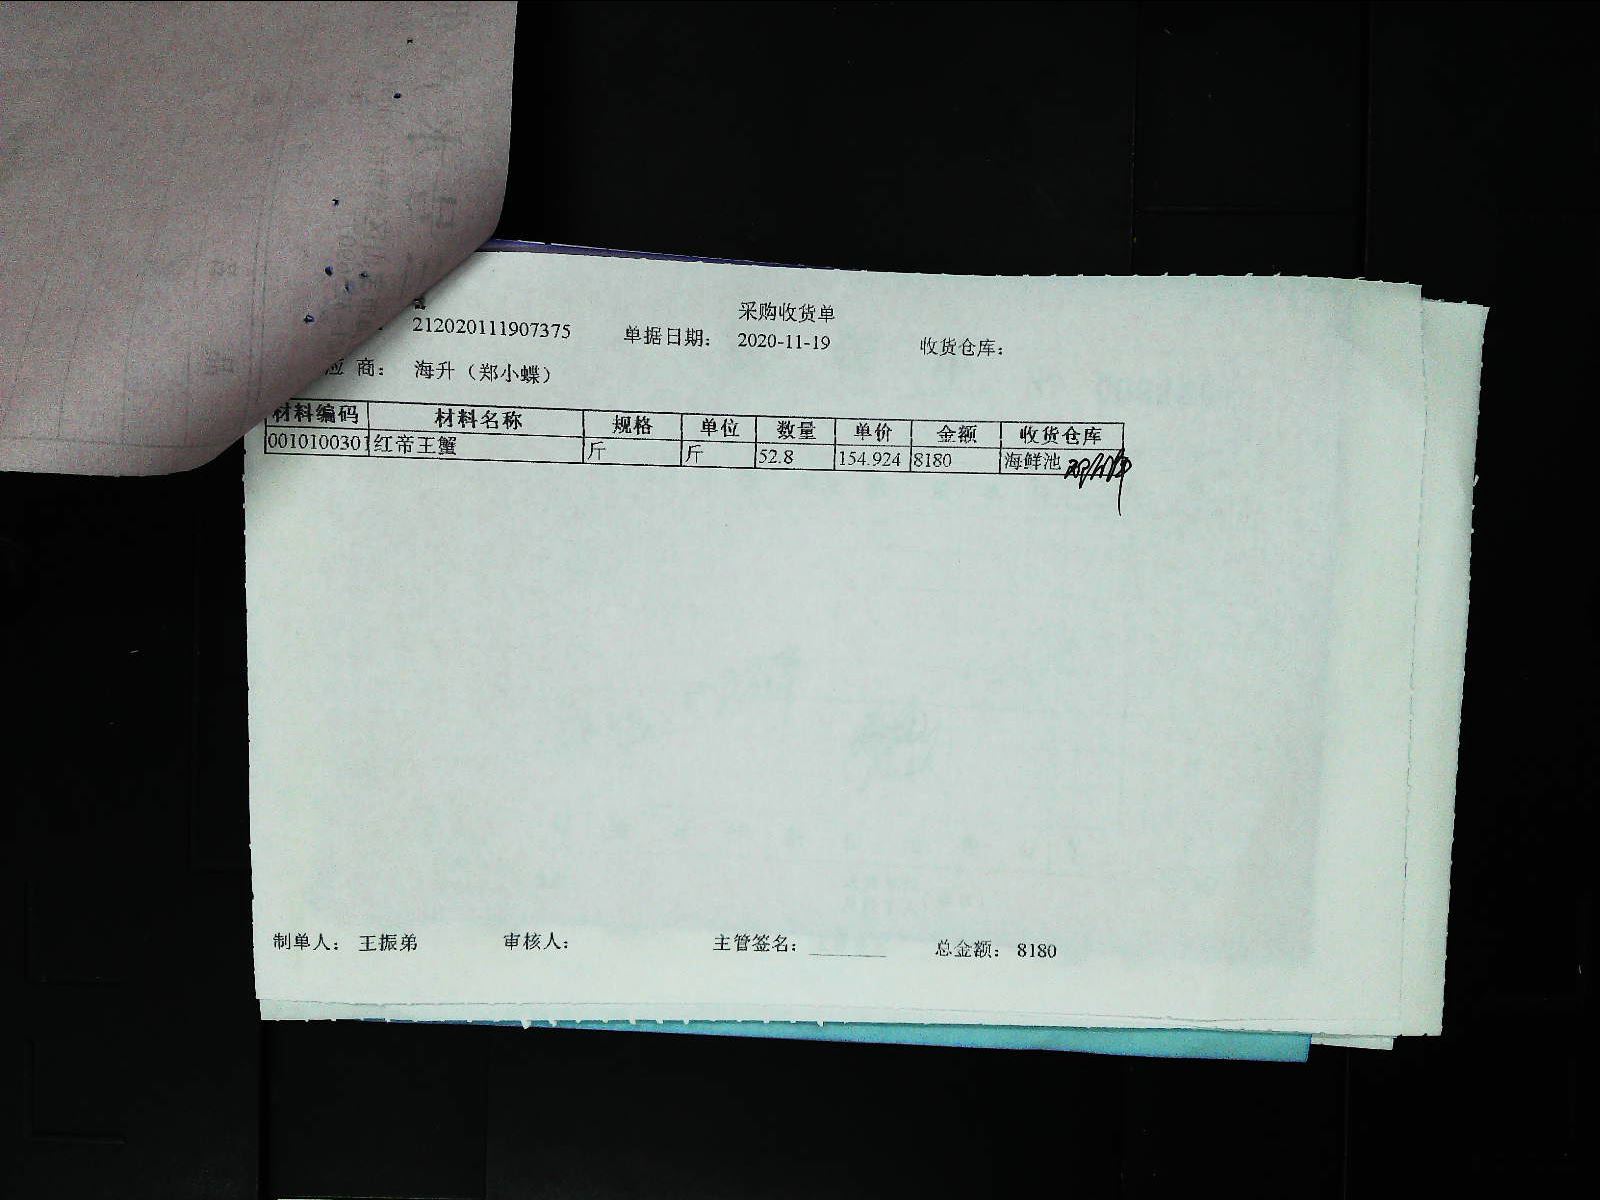 采购收货单
212020111907375 单据日期： 2020-11-19 收货仓库：
应 商： 海升（郑小蝶）
材料编码 材料名称 规格 单位 数量 单价 金额 收货仓库
0010100301 红帝王蟹 斤 斤 52.8 154.924 8180 海鲜池
制单人： 王振弟 审核人： 主管签名： 总金额： 8180